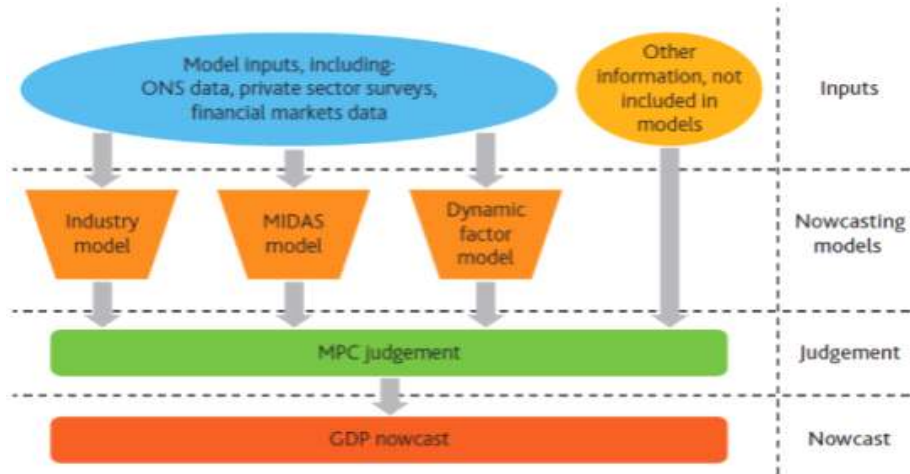 Model inputs, including:
ONS data, private sector surveys,
financial markets data
Other
information, not
included in
models
Inputs
Industry
model
MIDAS
model
Dynamic
factor
model
Nowcasting
models
MPC judgement
Judgement
GDP nowcast
Nowcast